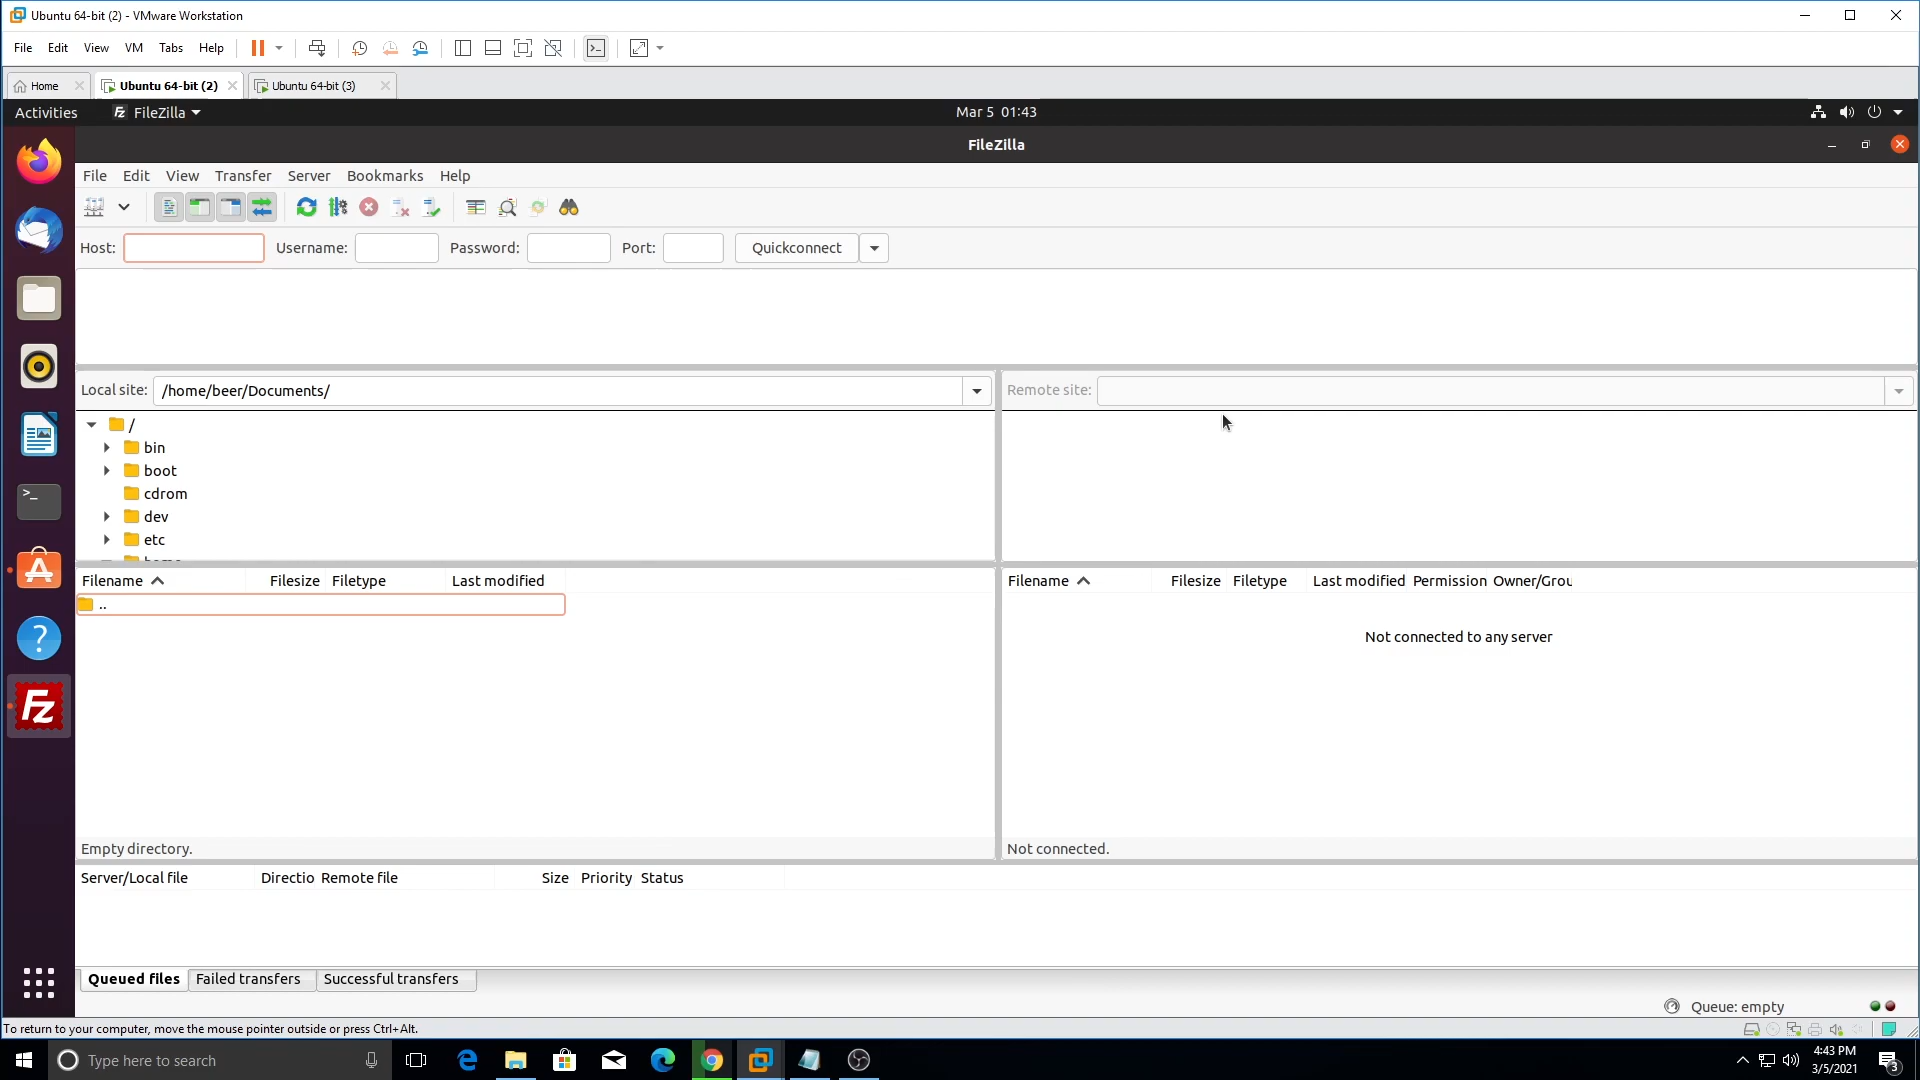 Ubuntu 64-bit (2) - VMware Workstation
File Edit View VM Tabs Help
Home Ubuntu 64-bit (2) Ubuntu 64-bit (3)
Activities FileZilla Mar 5 01:43
FileZilla
File Edit View Transfer Server Bookmarks Help
Host: Username: Password: Port: Quickconnect
Local site: /home/beer/Documents/ Remote site:
/
bin
boot
cdrom
dev
etc
Filename Filesize Filetype Last modified Filename Filesize Filetype Last modified Permission Owner/Grou
..
Not connected to any server
Empty directory. Not connected.
Server/Local file Directio Remote file Size Priority Status
Queued files Failed transfers Successful transfers
Queue: empty
To return to your computer, move the mouse pointer outside or press Ctrl+Alt.
Type here to search
4:43 PM
3/5/2021
3